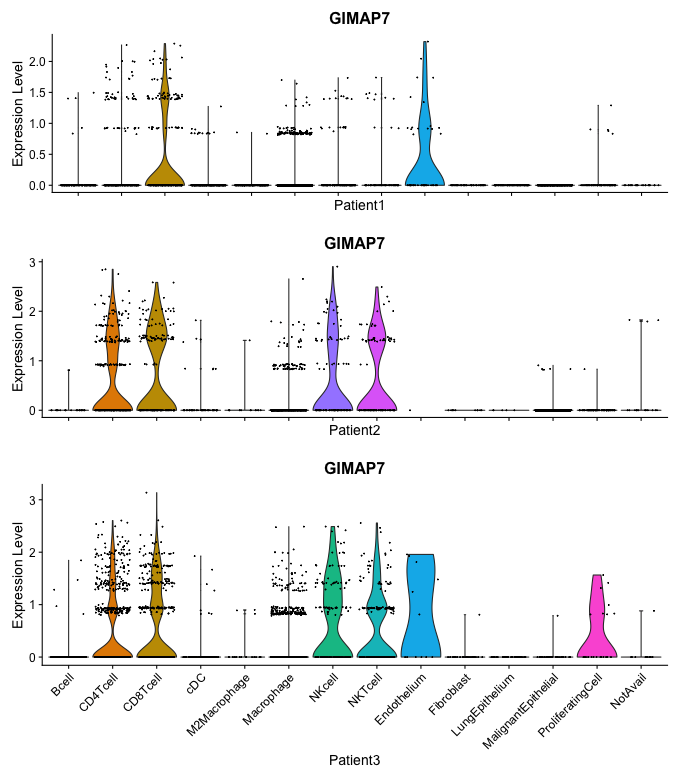 GIMAP7
Expression Level
2.0
1.5
1.0
0.5
0.0
Patient1
GIMAP7
Expression Level
3
2
1
0
Patient2
GIMAP7
Expression Level
3
2
1
0
Bcell
CD4Tcell
CD8Tcell
cDC
M2Macrophage
Macrophage
NKcell
NKTcell
Endothelium
Fibroblast
LungEpithelium
MalignantEpithelial
ProliferatingCell
NotAvail
Patient3